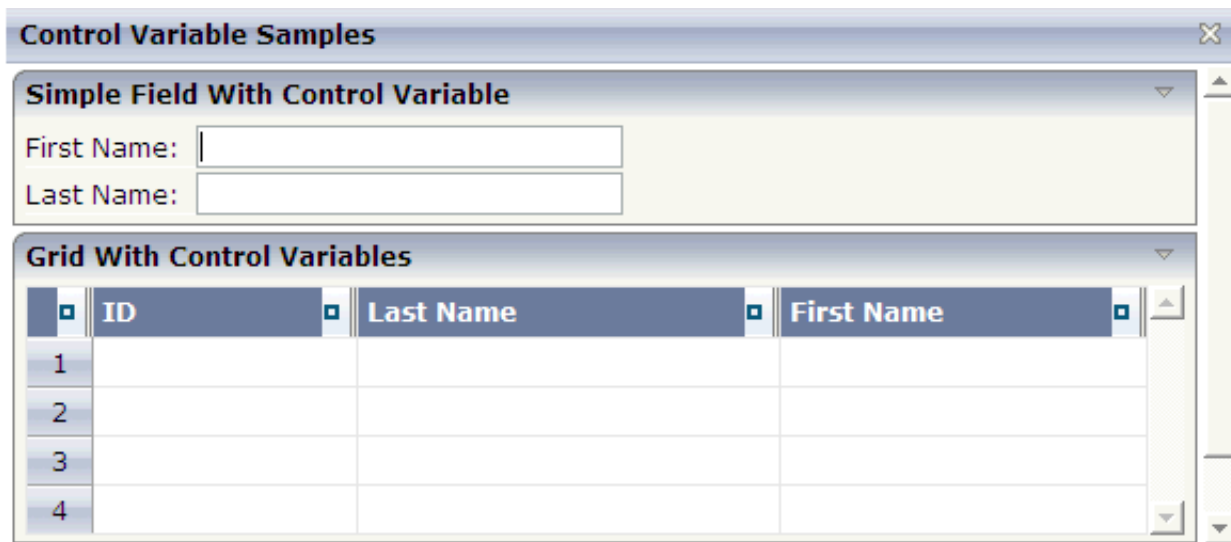 Control Variable Samples
Simple Field With Control Variable
First Name:
Last Name:
Grid With Control Variables
ID Last Name First Name
1
2
3
4